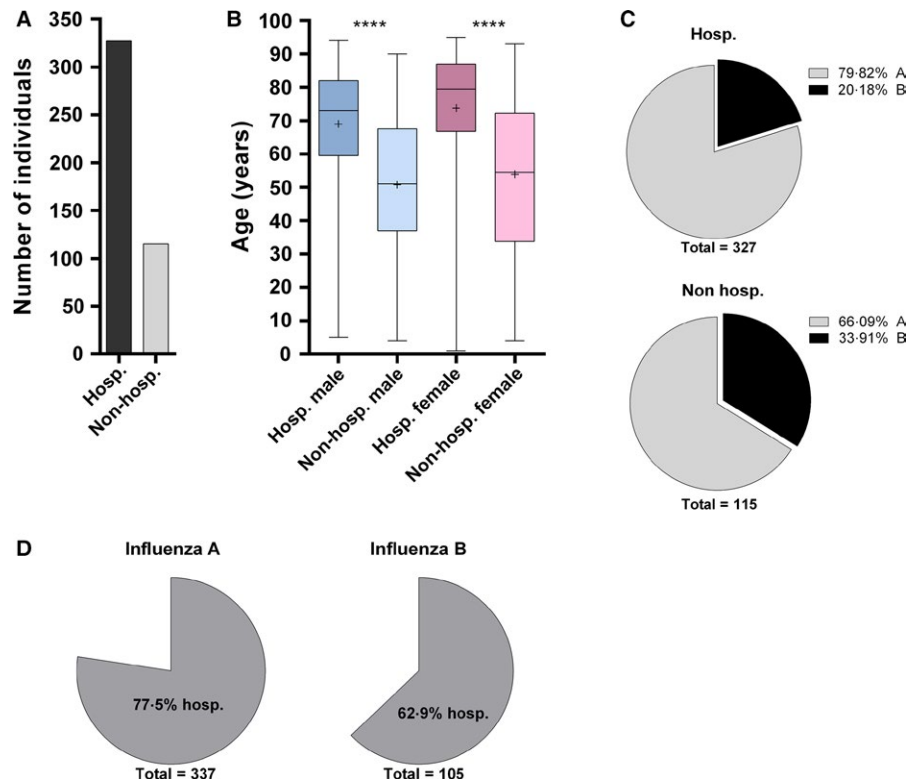 A
Number of individuals
350
300
250
200
150
100
50
0
Hosp.
Non-hosp.
B
Age (years)
**** ****
100
90
80
70
60
50
40
30
20
10
0
Hosp. male
Non-hosp. male
Hosp. female
Non-hosp. female
C
Hosp.
79·82% A
20·18% B
Total = 327
Non hosp.
66·09% A
33·91% B
Total = 115
D
Influenza A
77·5% hosp.
Total = 337
Influenza B
62·9% hosp.
Total = 105